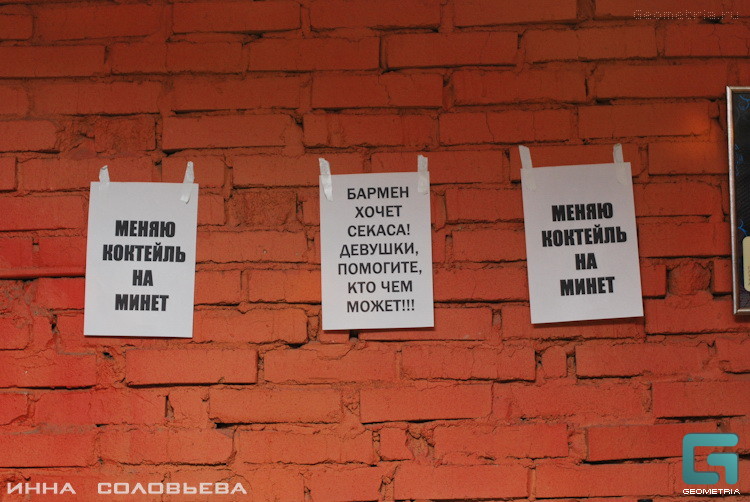 Geometria.ru
МЕНЯЮ
КОКТЕЙЛЬ
НА
МИНЕТ
БАРМЕН
ХОЧЕТ
СЕКАСА!
ДЕВУШКИ,
ПОМОГИТЕ,
КТО ЧЕМ
МОЖЕТ!!!
МЕНЯЮ
КОКТЕЙЛЬ
НА
МИНЕТ
ИННА СОЛОВЬЕВА
GEOMETRIA